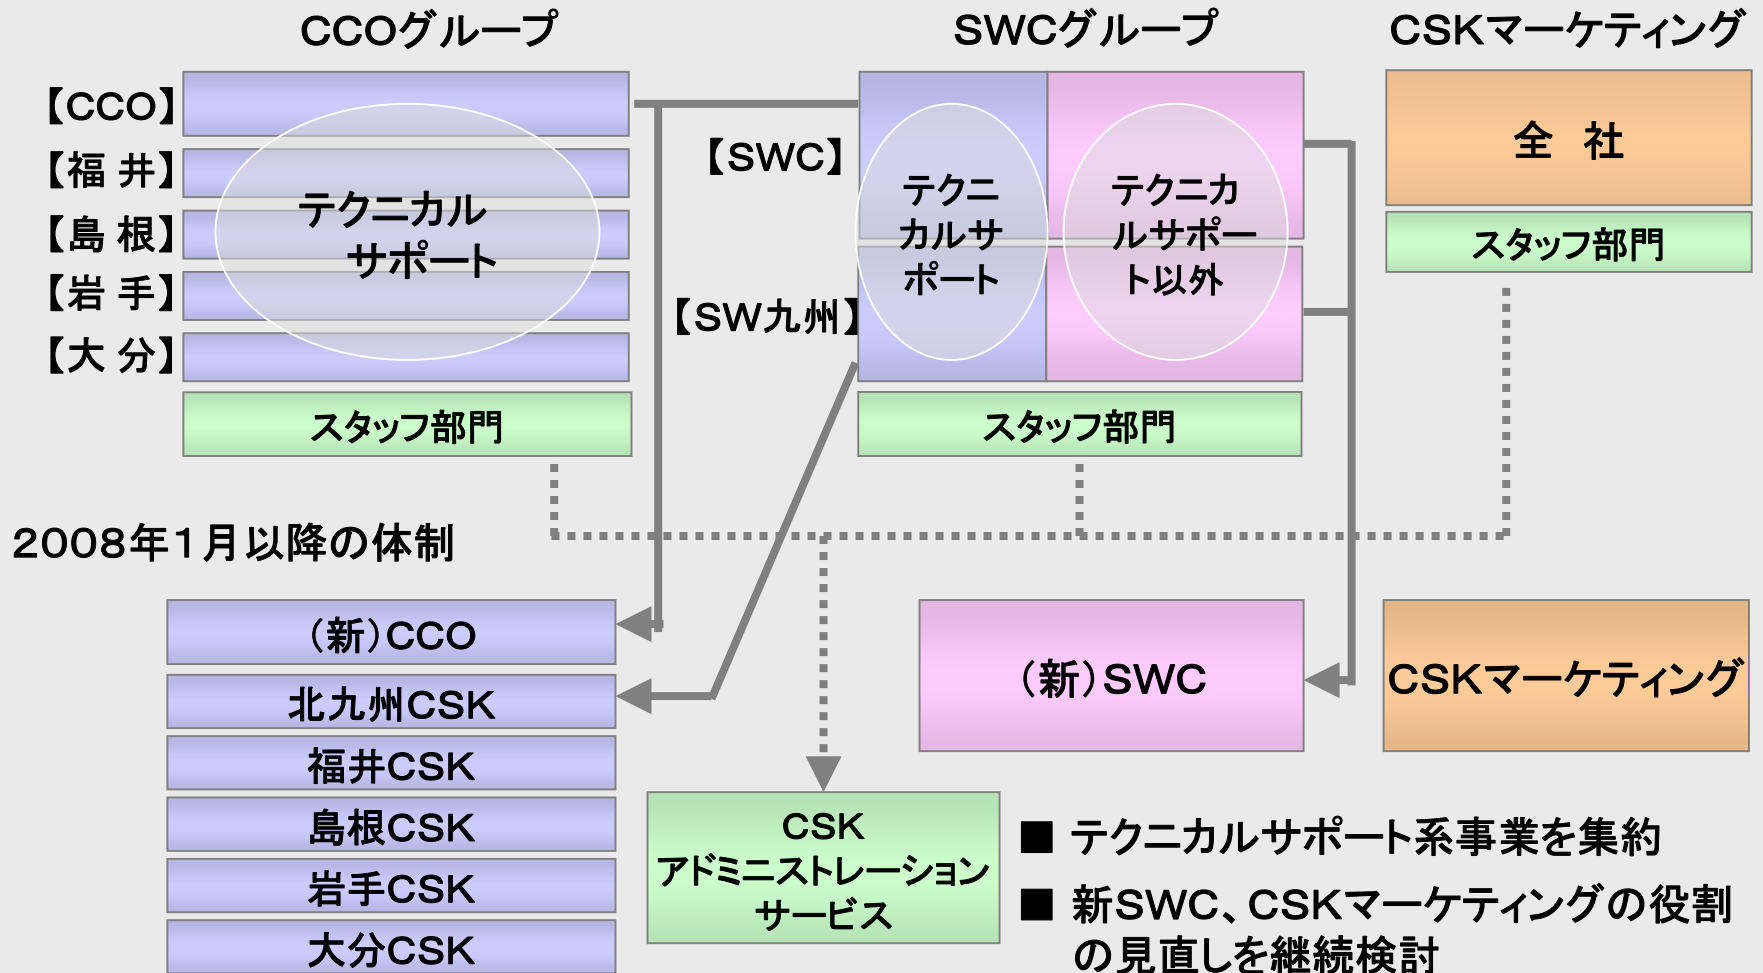 CCOグループ
SWCグループ
CSKマーケティング
【CCO】
【福 井】
【島 根】
【岩 手】
【大 分】
テクニカル
サポート
スタッフ部門
【SWC】
【SW九州】
テクニ
カルサ
ポート
テクニカ
ルサポー
ト以外
スタッフ部門
全 社
スタッフ部門
2008年1月以降の体制
（新）CCO
北九州CSK
福井CSK
島根CSK
岩手CSK
大分CSK
（新）SWC
CSKマーケティング
CSK
アドミニストレーション
サービス
■ テクニカルサポート系事業を集約
■ 新SWC、CSKマーケティングの役割
の見直しを継続検討